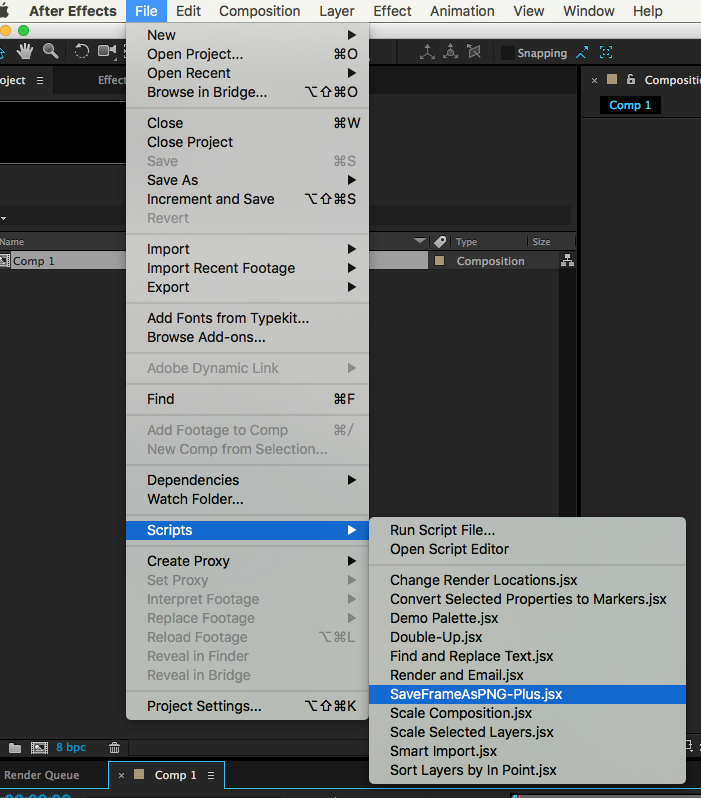 After Effects File Edit Composition Layer Effect Animation View Window Help
Snapping
oject Effect
Compositi
Comp 1
New
Open Project... ⌘O
Open Recent
Browse in Bridge... ⌥⇧⌘O
Close ⌘W
Close Project
Save ⌘S
Save As
Increment and Save ⌥⇧⌘S
Revert
Name Type Size
Comp 1 Composition
Import
Import Recent Footage
Export
Add Fonts from Typekit...
Browse Add-ons...
Adobe Dynamic Link
Find ⌘F
Add Footage to Comp ⌘/
New Comp from Selection...
Dependencies
Watch Folder...
Scripts
Create Proxy
Set Proxy
Interpret Footage
Replace Footage
Reload Footage ⌥⌘L
Reveal in Finder
Reveal in Bridge
Project Settings... ⌥⇧⌘K
Run Script File...
Open Script Editor
Change Render Locations.jsx
Convert Selected Properties to Markers.jsx
Demo Palette.jsx
Double-Up.jsx
Find and Replace Text.jsx
Render and Email.jsx
SaveFrameAsPNG-Plus.jsx
Scale Composition.jsx
Scale Selected Layers.jsx
Smart Import.jsx
Sort Layers by In Point.jsx
8 bpc
Render Queue × Comp 1